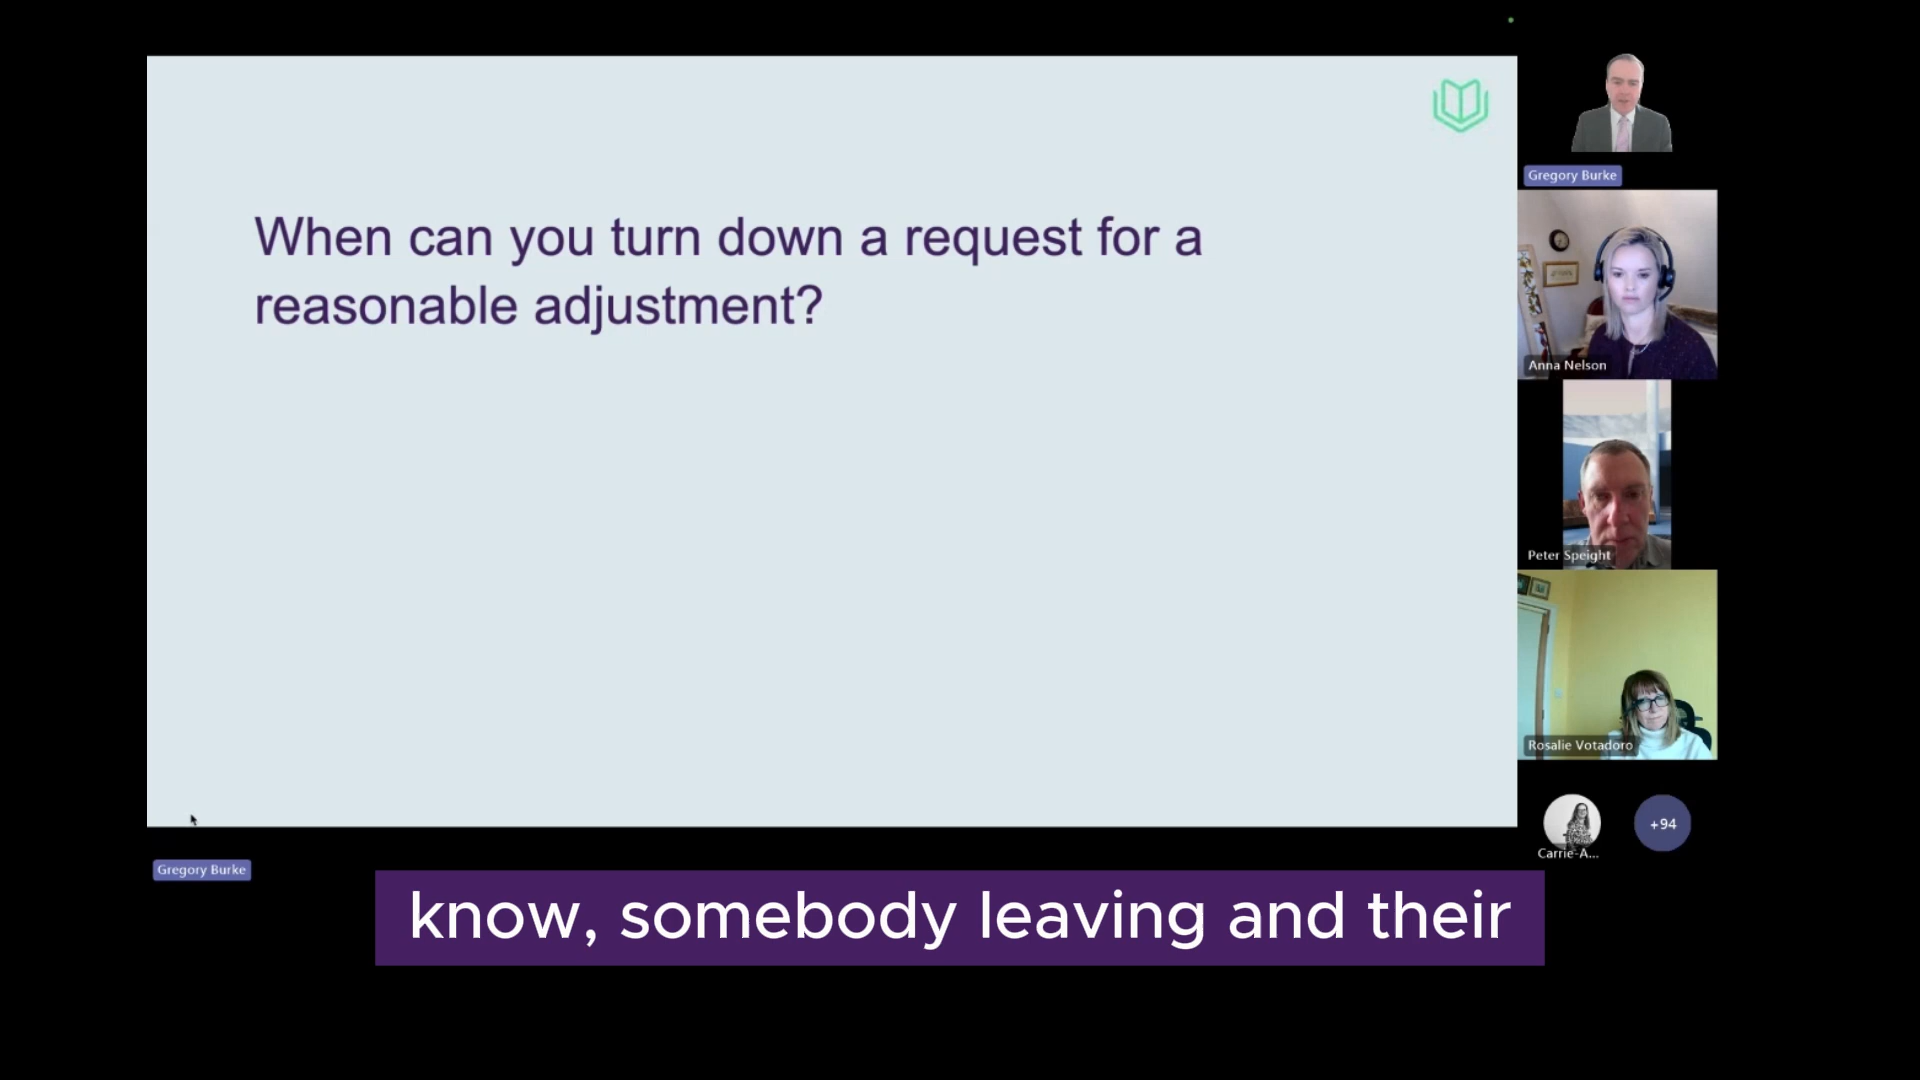 When can you turn down a request for a
reasonable adjustment?
Gregory Burke
Anna Nelson
Peter Speight
Rosalie Votadoro
Carrie-A...
+94
Gregory Burke
know, somebody leaving and their